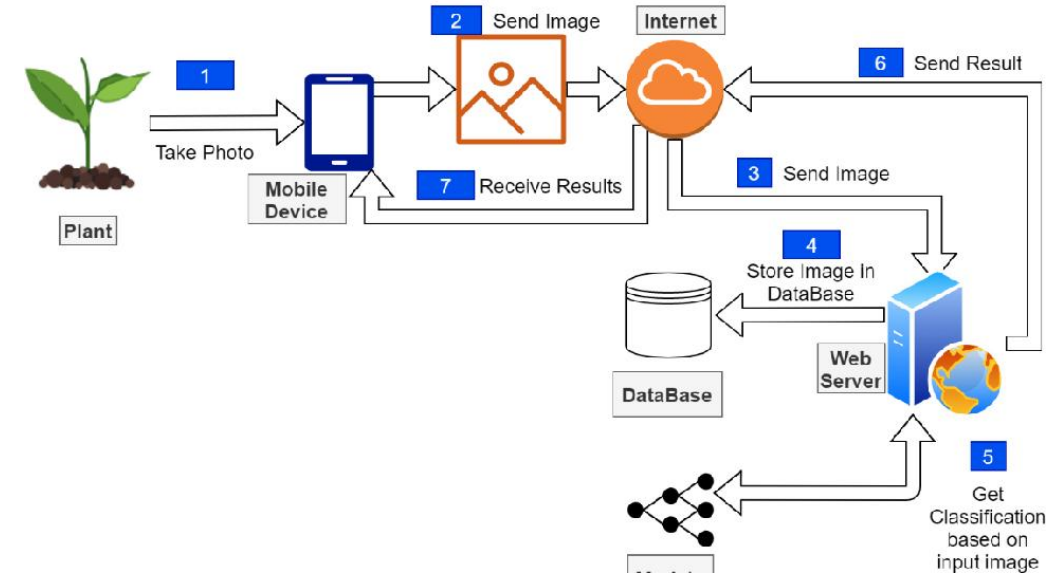 2 Send Image
Internet
1
6 Send Result
Take Photo
3 Send Image
7 Receive Results
Mobile
Device
Plant
4
Store Image in
DataBase
Web
Server
DataBase
5
Get
Classification
based on
input image